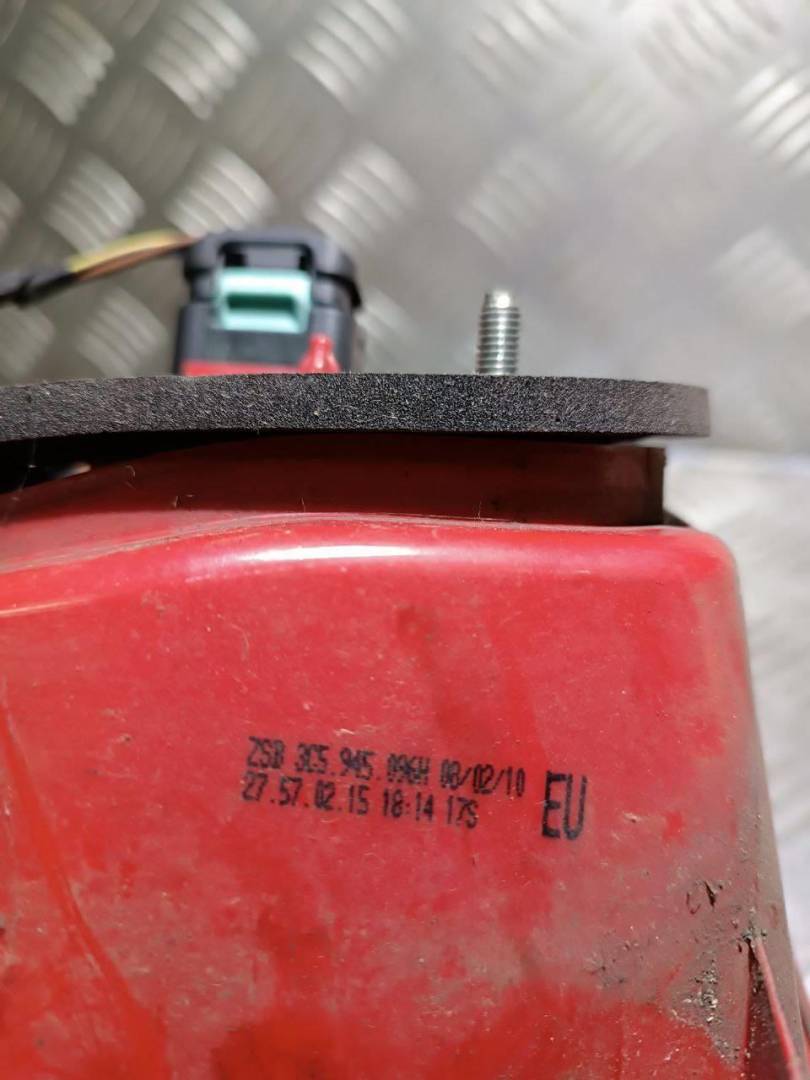 ZSB 3C5.945.096H 08/02/10
27.57.02.15 18:14 17S
EU